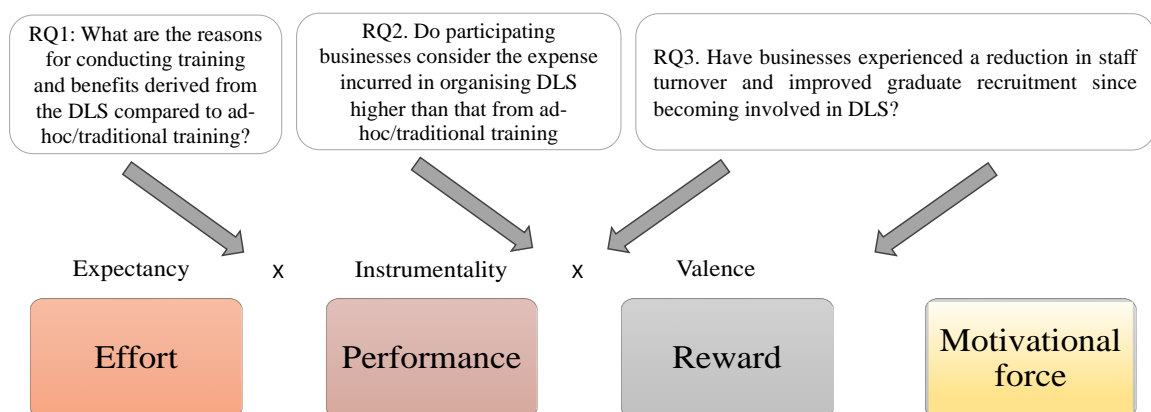 RQ1: What are the reasons
for conducting training
and benefits derived from
the DLS compared to ad-
hoc/traditional training?
RQ2. Do participating
businesses consider the expense
incurred in organising DLS
higher than that from ad-
hoc/traditional training
RQ3. Have businesses experienced a reduction in staff
turnover and improved graduate recruitment since
becoming involved in DLS?
Expectancy x Instrumentality x Valence
Effort
Performance
Reward
Motivational
force